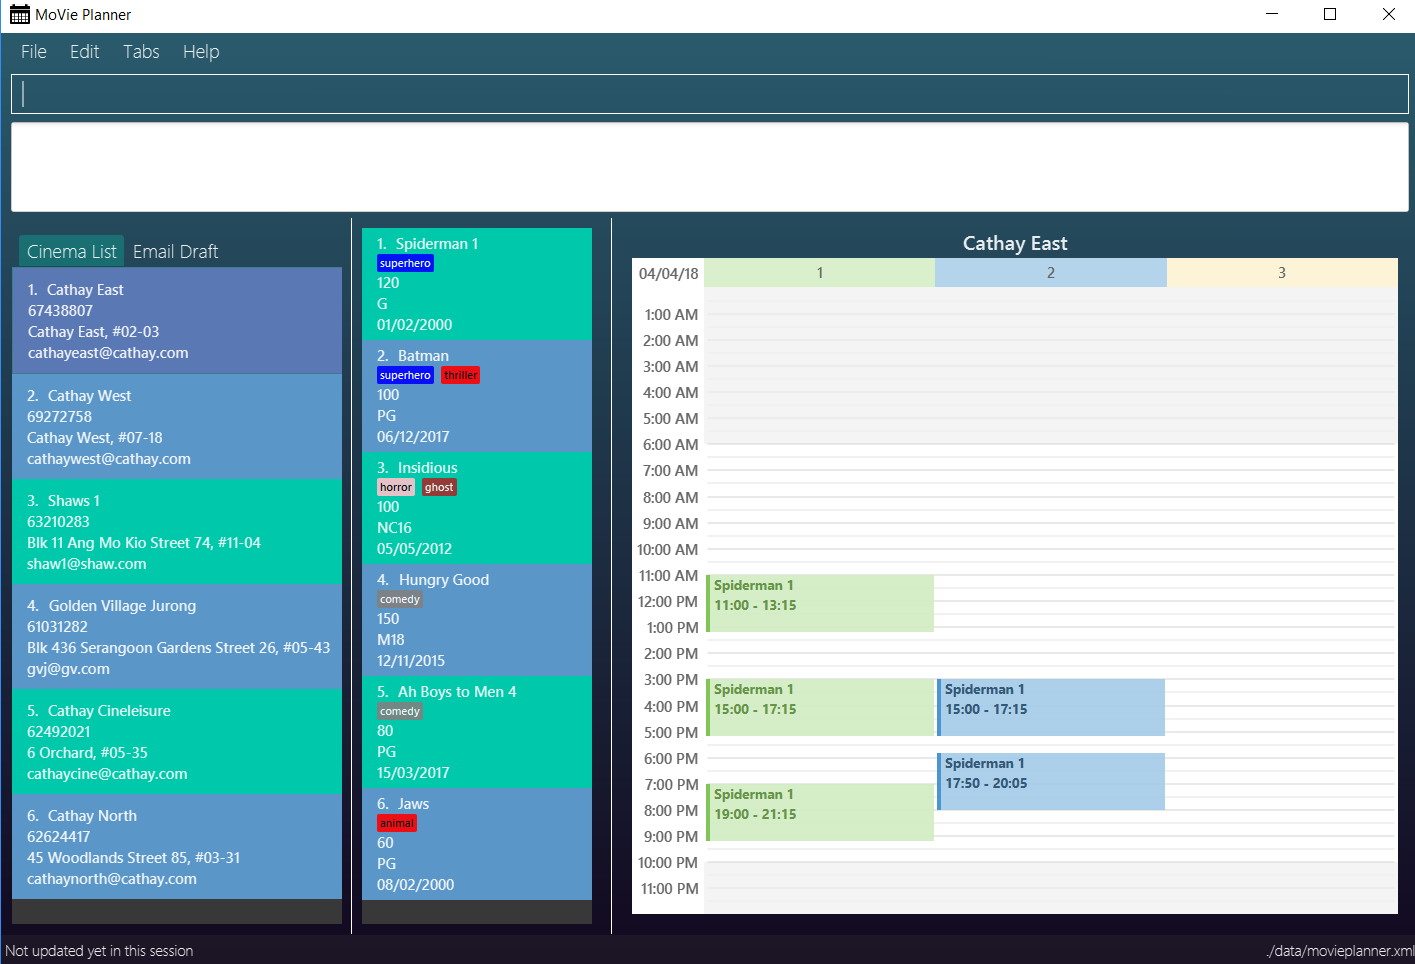 MoVie Planner
File Edit Tabs Help
Cinema List Email Draft
1. Cathay East
67438807
Cathay East, #02-03
cathayeast@cathay.com
2. Cathay West
69272758
Cathay West, #07-18
cathaywest@cathay.com
3. Shaws 1
63210283
Blk 11 Ang Mo Kio Street 74, #11-04
shaw1@shaw.com
4. Golden Village Jurong
61031282
Blk 436 Serangoon Gardens Street 26, #05-43
gvj@gv.com
5. Cathay Cineleisure
62492021
6 Orchard, #05-35
cathaycine@cathay.com
6. Cathay North
62624417
45 Woodlands Street 85, #03-31
cathaynorth@cathay.com
1. Spiderman 1
superhero
120
G
01/02/2000
2. Batman
superhero thriller
100
PG
06/12/2017
3. Insidious
horror ghost
100
NC16
05/05/2012
4. Hungry Good
comedy
150
M18
12/11/2015
5. Ah Boys to Men 4
comedy
80
PG
15/03/2017
6. Jaws
animal
60
PG
08/02/2000
Cathay East
04/04/18 1 2 3
1:00 AM
2:00 AM
3:00 AM
4:00 AM
5:00 AM
6:00 AM
7:00 AM
8:00 AM
9:00 AM
10:00 AM
11:00 AM
12:00 PM
1:00 PM
2:00 PM
3:00 PM
4:00 PM
5:00 PM
6:00 PM
7:00 PM
8:00 PM
9:00 PM
10:00 PM
11:00 PM
Spiderman 1
11:00 - 13:15
Spiderman 1
15:00 - 17:15
Spiderman 1
19:00 - 21:15
Spiderman 1
15:00 - 17:15
Spiderman 1
17:50 - 20:05
Not updated yet in this session
./data/movieplanner.xml